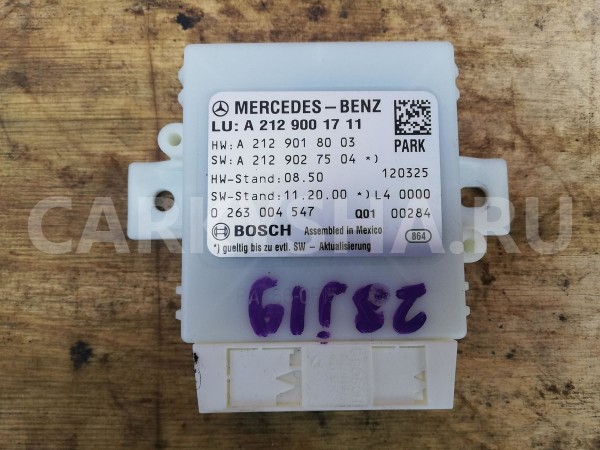 MERCEDES-BENZ
LU: A 212 900 17 11
HW: A 212 901 80 03
SW: A 212 902 75 04 *)
PARK
HW-Stand: 08.50 120325
SW-Stand: 11.20.00 *) L4 0000
0 263 004 547 Q01 00284
BOSCH Assembled in Mexico
*) gueltig bis zu evtl. SW - Aktualisierung
864
CARKUCHA.RU
23j19